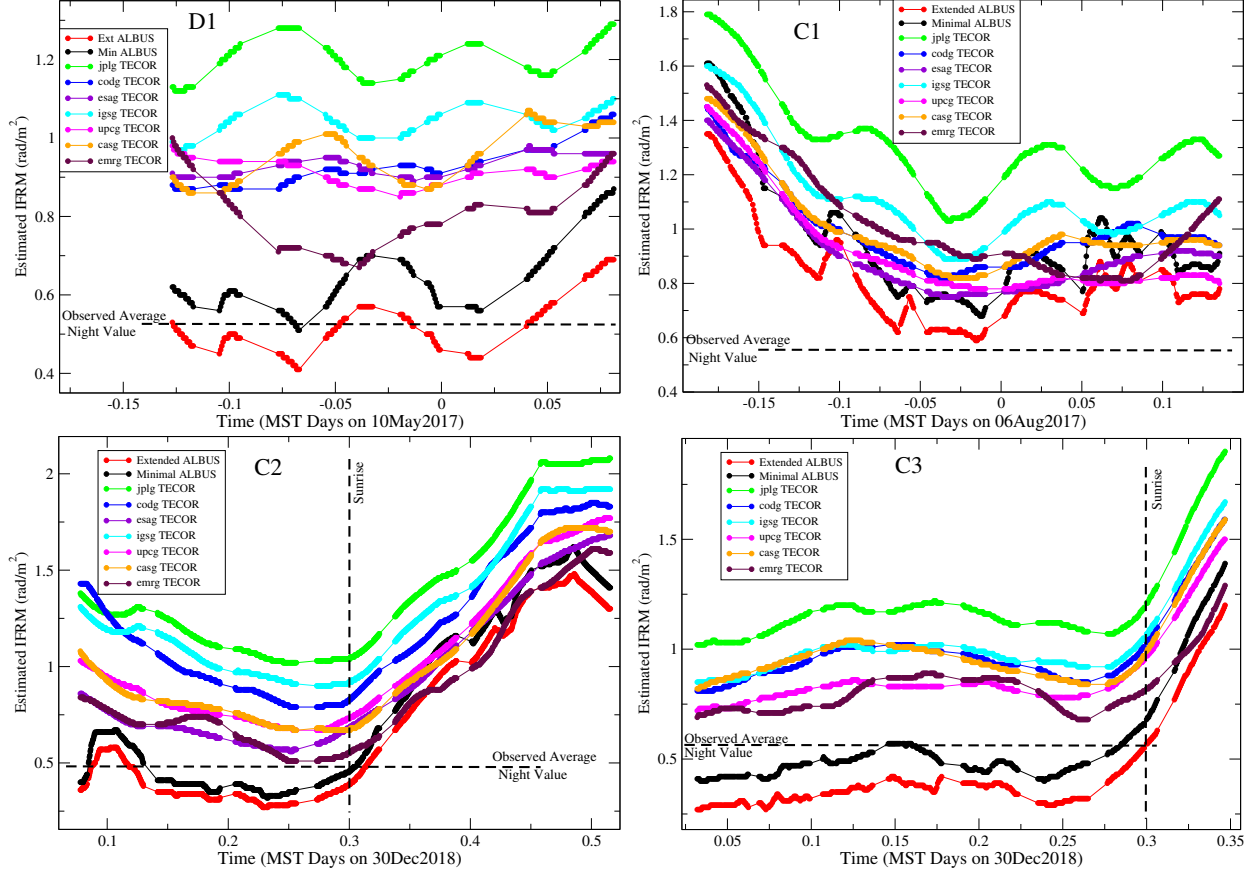 D1
Estimated IFRM (rad/m²)
1.2
1
0.8
0.6
0.4
Ext ALBUS
Min ALBUS
jplg TECOR
codg TECOR
esag TECOR
igsg TECOR
upcg TECOR
casg TECOR
emrg TECOR
Observed Average
Night Value
-0.15
-0.1
-0.05
0
0.05
Time (MST Days on 10May2017)
C1
Estimated IFRM (rad/m²)
1.8
1.6
1.4
1.2
1
0.8
0.6
0.4
Extended ALBUS
Minimal ALBUS
jplg TECOR
codg TECOR
esag TECOR
igsg TECOR
upcg TECOR
casg TECOR
emrg TECOR
Observed Average
Night Value
-0.15
-0.1
-0.05
0
0.05
0.1
Time (MST Days on 06Aug2017)
C2
Estimated IFRM (rad/m²)
2
1.5
1
0.5
Extended ALBUS
Minimal ALBUS
jplg TECOR
codg TECOR
esag TECOR
igsg TECOR
upcg TECOR
casg TECOR
emrg TECOR
Sunrise
Observed Average
Night Value
0.1
0.2
0.3
0.4
0.5
Time (MST Days on 30Dec2018)
C3
Estimated IFRM (rad/m²)
1.5
1
0.5
Extended ALBUS
Minimal ALBUS
jplg TECOR
codg TECOR
igsg TECOR
upcg TECOR
casg TECOR
emrg TECOR
Sunrise
Observed Average
Night Value
0.05
0.1
0.15
0.2
0.25
0.3
0.35
Time (MST Days on 30Dec2018)